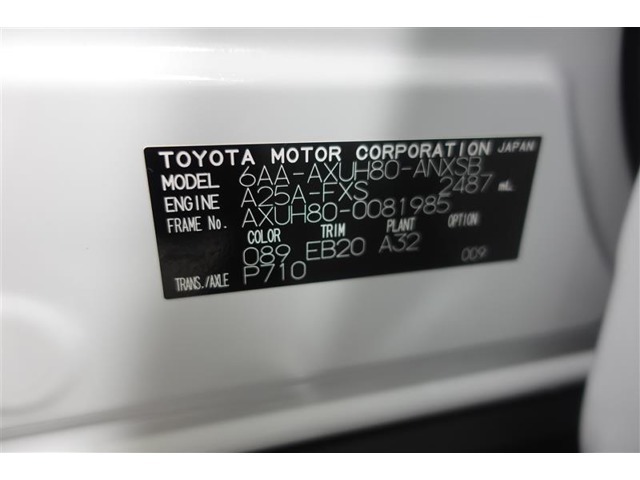 TOYOTA MOTOR CORPORATION JAPAN
MODEL 6AA-AXUH80-ANXSB
ENGINE A25A-FXS 2487 mL
FRAME No. AXUH80-0081985
COLOR TRIM PLANT OPTION
089 EB20 A32 009
TRANS./AXLE P710